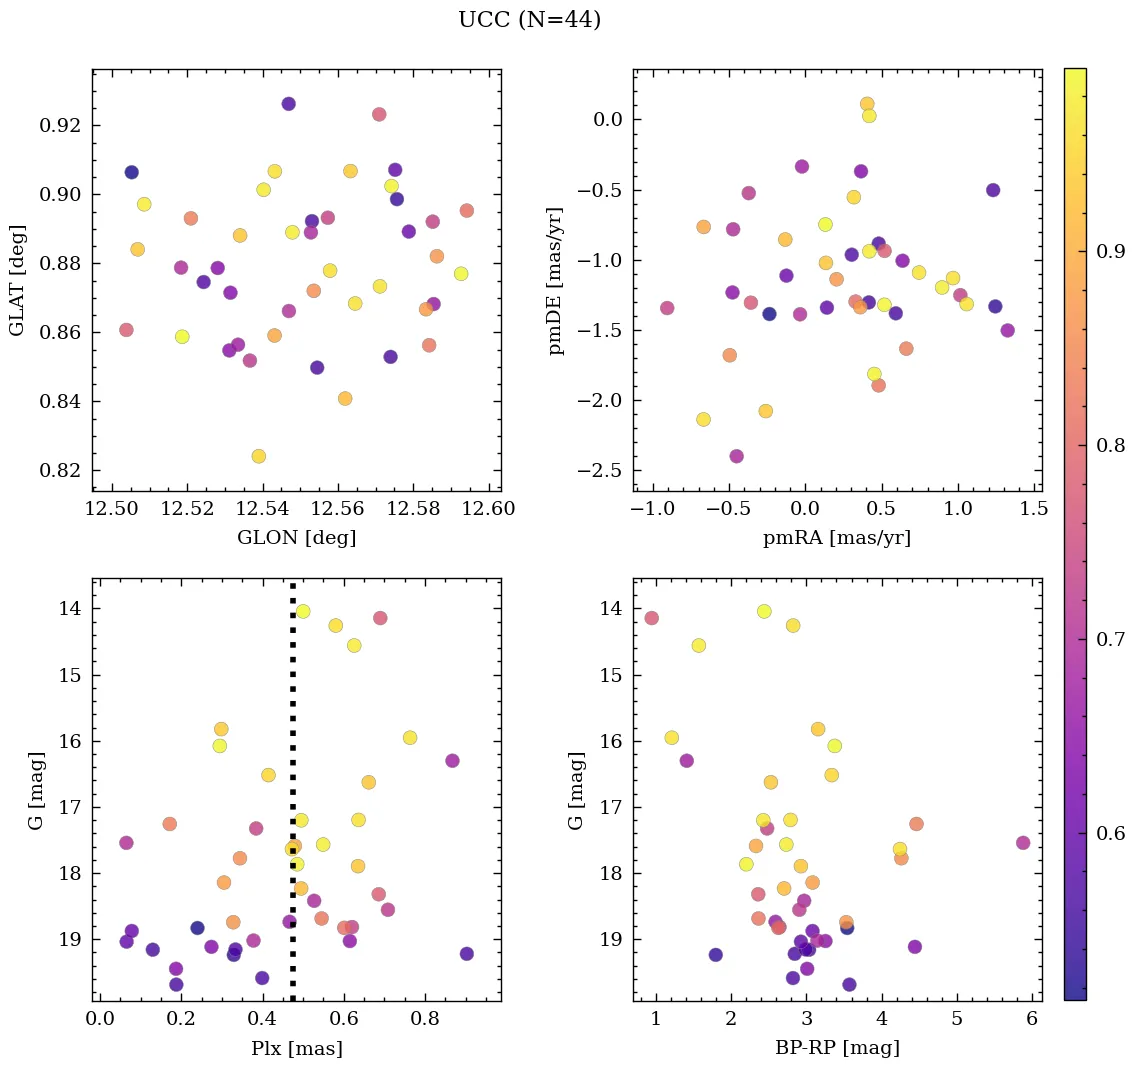 UCC (N=44)
0.92
0.90
0.88
0.86
0.84
0.82
GLAT [deg]
12.50 12.52 12.54 12.56 12.58 12.60
GLON [deg]
0.0
−0.5
−1.0
−1.5
−2.0
−2.5
pmDE [mas/yr]
−1.0 −0.5 0.0 0.5 1.0 1.5
pmRA [mas/yr]
14
15
16
17
18
19
G [mag]
0.0 0.2 0.4 0.6 0.8
Plx [mas]
14
15
16
17
18
19
G [mag]
1 2 3 4 5 6
BP-RP [mag]
0.9
0.8
0.7
0.6